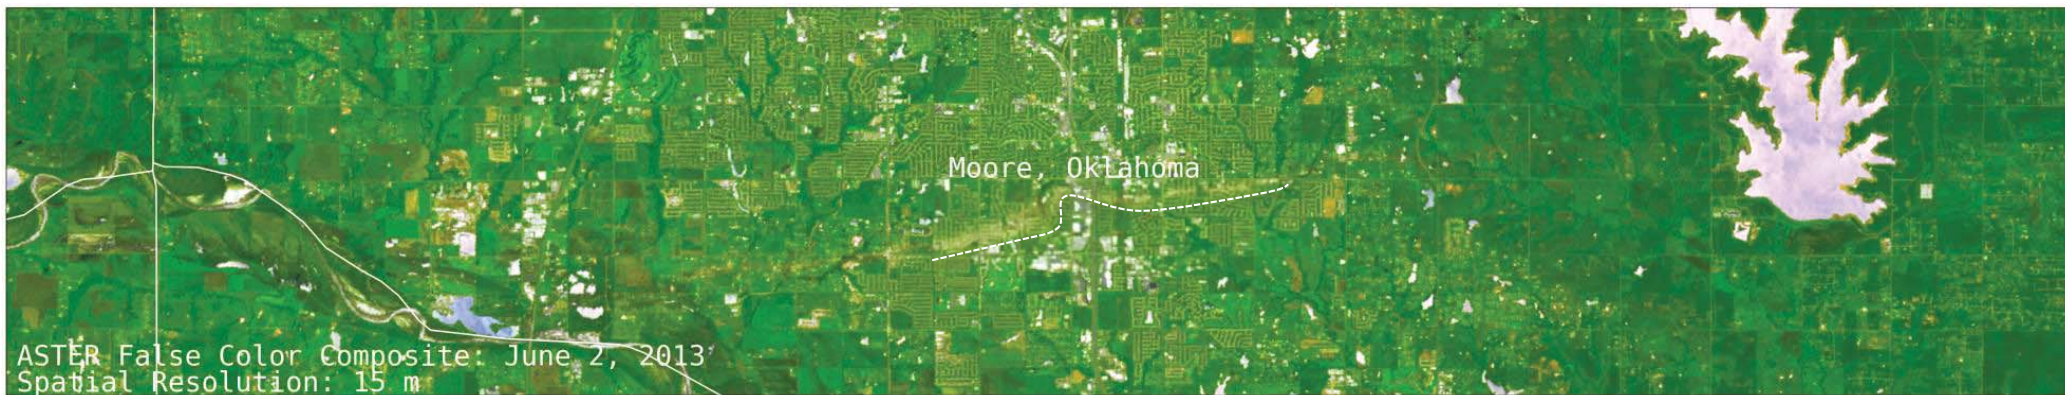 Moore, Oklahoma
ASTER False Color Composite: June 2, 2013
Spatial Resolution: 15 m